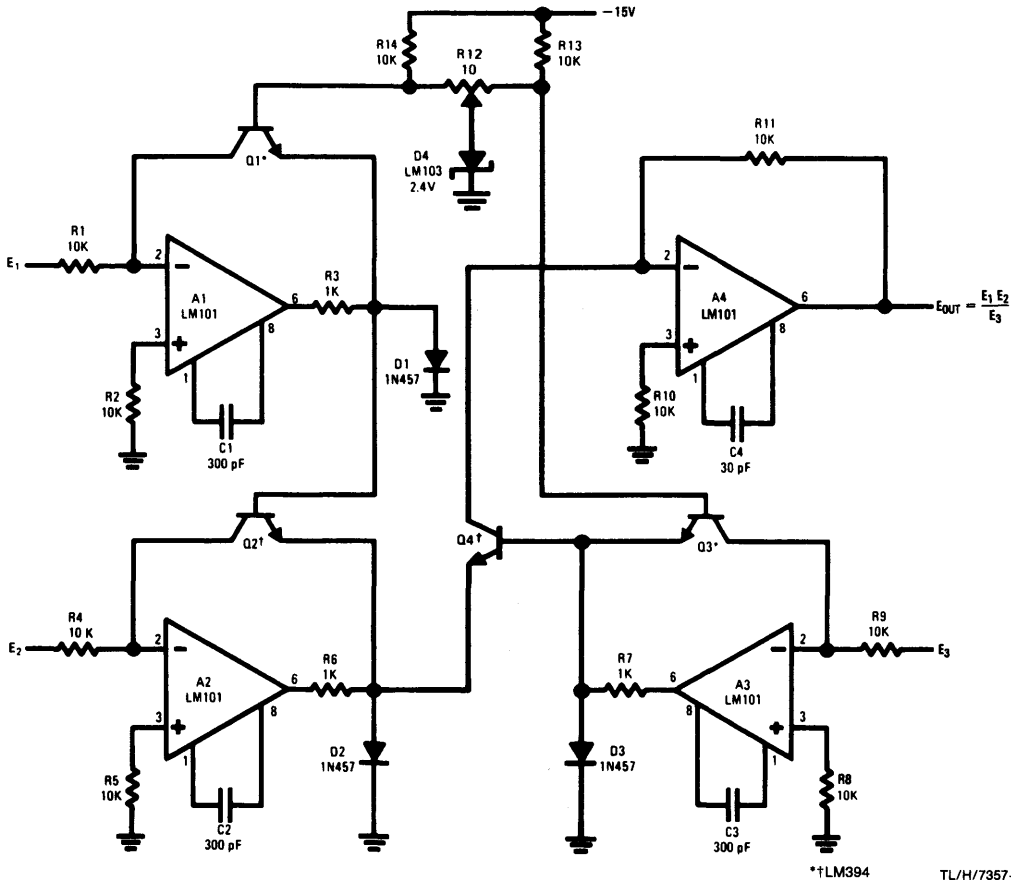 −15V
R14
10K
R12
10
R13
10K
D4
LM103
2.4V
Q1*
R11
10K
R1
10K
E1
2
−
A1
LM101
3
+
6
8
1
R3
1K
D1
1N457
R2
10K
C1
300 pF
2
−
A4
LM101
3
+
6
8
1
EOUT = E1 E2
E3
R10
10K
C4
30 pF
Q2†
Q4†
Q3*
R4
10 K
E2
2
−
A2
LM101
3
+
6
8
1
R6
1K
D2
1N457
R5
10K
C2
300 pF
R7
1K
6
8
A3
LM101
2
−
3
+
1
R9
10K
E3
D3
1N457
R8
10K
C3
300 pF
*†LM394
TL/H/7357-